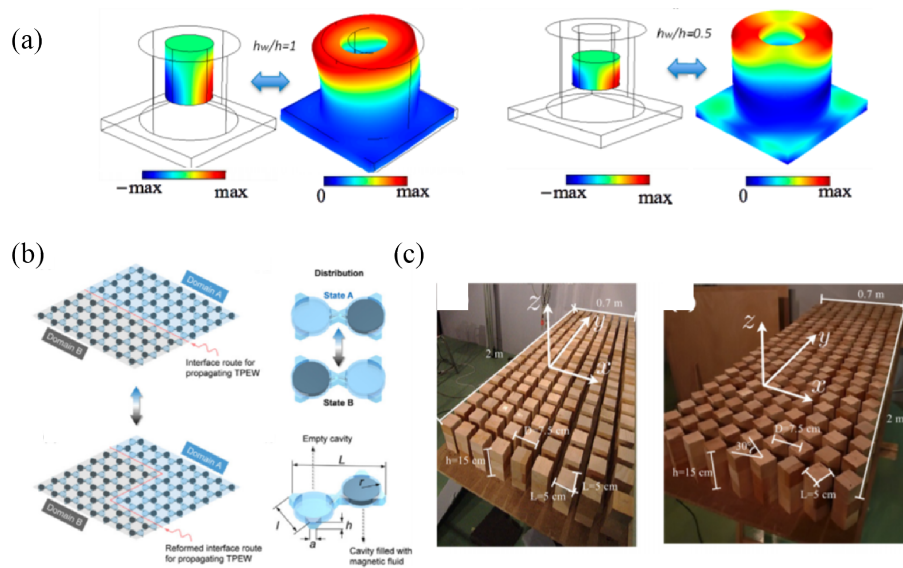 (a)
hw/h=1
hw/h=0.5
−max
max
0
max
−max
max
0
max
(b)
Domain A
Domain B
Interface route for
propagating TPEW
Domain A
Domain B
Reformed interface route
for propagating TPEW
Distribution
State A
State B
Empty cavity
L
r
l
h
a
Cavity filled with
magnetic fluid
(c)
0.7 m
z
y
x
2 m
D=7.5 cm
h=15 cm
L=5 cm
L=5 cm
0.7 m
z
y
x
2 m
D=7.5 cm
30°
h=15 cm
L=5 cm